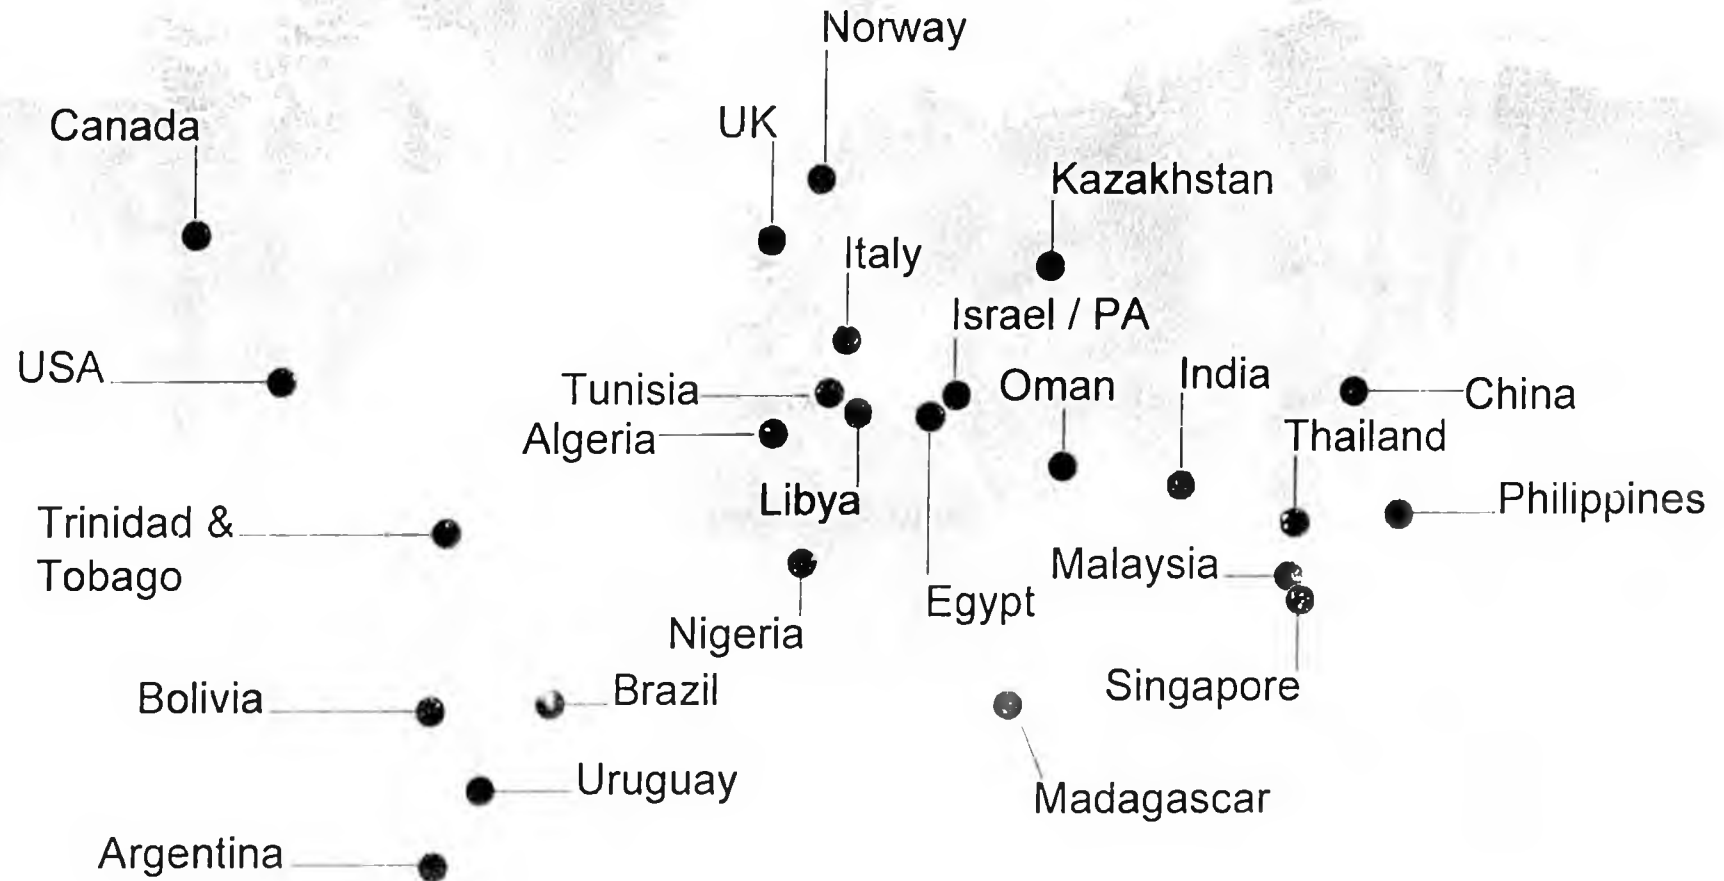 Norway
Canada
UK
Kazakhstan
Italy
Israel / PA
USA
Tunisia
Oman
India
China
Algeria
Thailand
Libya
Philippines
Trinidad &
Tobago
Malaysia
Egypt
Nigeria
Singapore
Bolivia
Brazil
Uruguay
Madagascar
Argentina